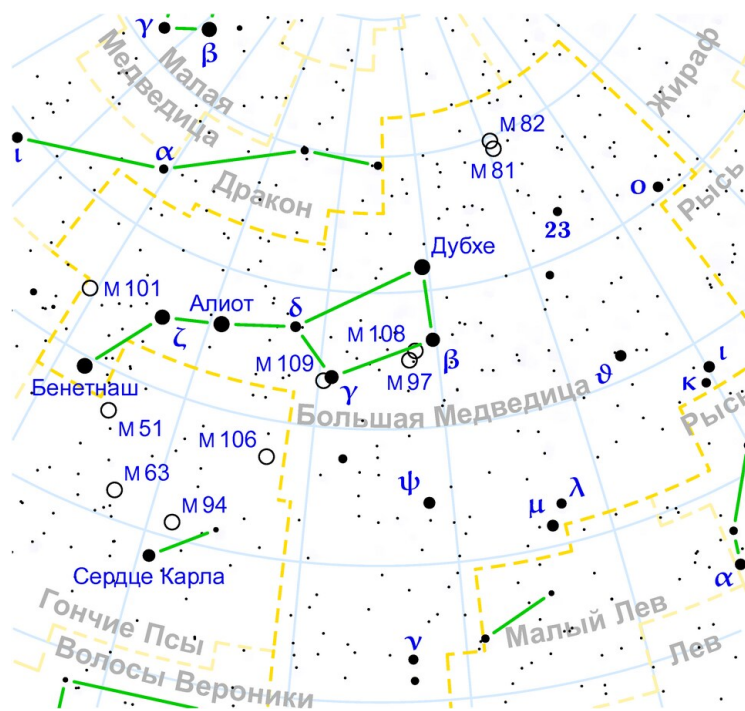 γ
β
Малая
Медведица
Жираф
M 82
M 81
ι
α
Дракон
ο
Рысь
23
Дубхе
M 101
Алиот
δ
ζ
M 108
β
M 109
γ
M 97
ϑ
ι
κ
Бенетнаш
Большая Медведица
Рысь
M 51
M 106
M 63
ψ
λ
μ
M 94
Сердце Карла
α
Гончие Псы
Малый Лев
Лев
ν
Волосы Вероники